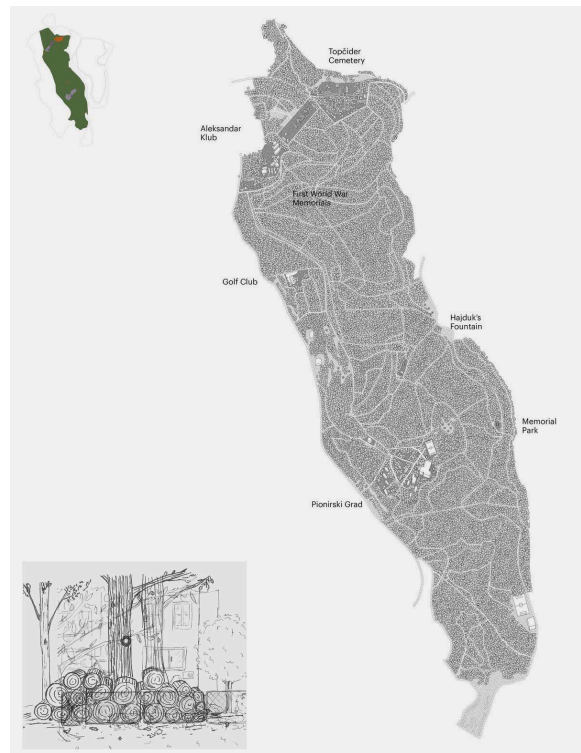 Topčider
Cemetery
Aleksandar
Klub
First World War
Memorials
Golf Club
Hajduk's
Fountain
Memorial
Park
Pionirski Grad